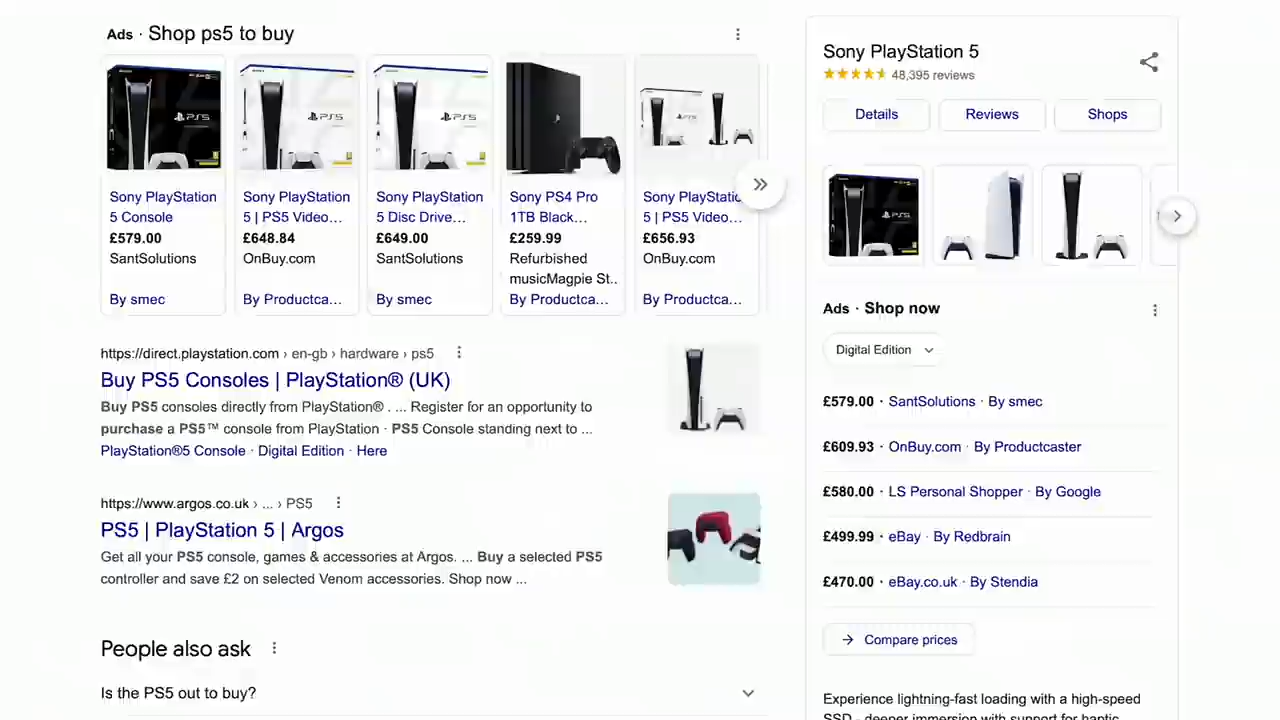 Ads · Shop ps5 to buy
Sony PlayStation
5 Console
£579.00
SantSolutions
By smec
Sony PlayStation
5 | PS5 Video...
£648.84
OnBuy.com
By Productca...
Sony PlayStation
5 Disc Drive...
£649.00
SantSolutions
By smec
Sony PS4 Pro
1TB Black...
£259.99
Refurbished
musicMagpie St..
By Productca...
Sony PlayStatio
5 | PS5 Video...
£656.93
OnBuy.com
By Productca...
https://direct.playstation.com › en-gb › hardware › ps5
Buy PS5 Consoles | PlayStation® (UK)
Buy PS5 consoles directly from PlayStation® . ... Register for an opportunity to
purchase a PS5™ console from PlayStation · PS5 Console standing next to ...
PlayStation®5 Console · Digital Edition · Here
https://www.argos.co.uk › ... › PS5
PS5 | PlayStation 5 | Argos
Get all your PS5 console, games & accessories at Argos. ... Buy a selected PS5
controller and save £2 on selected Venom accessories. Shop now ...
People also ask
Is the PS5 out to buy?
Sony PlayStation 5
48,395 reviews
Details
Reviews
Shops
Ads · Shop now
Digital Edition
£579.00 · SantSolutions · By smec
£609.93 · OnBuy.com · By Productcaster
£580.00 · LS Personal Shopper · By Google
£499.99 · eBay · By Redbrain
£470.00 · eBay.co.uk · By Stendia
→ Compare prices
Experience lightning-fast loading with a high-speed
SSD - deeper immersion with support for haptic